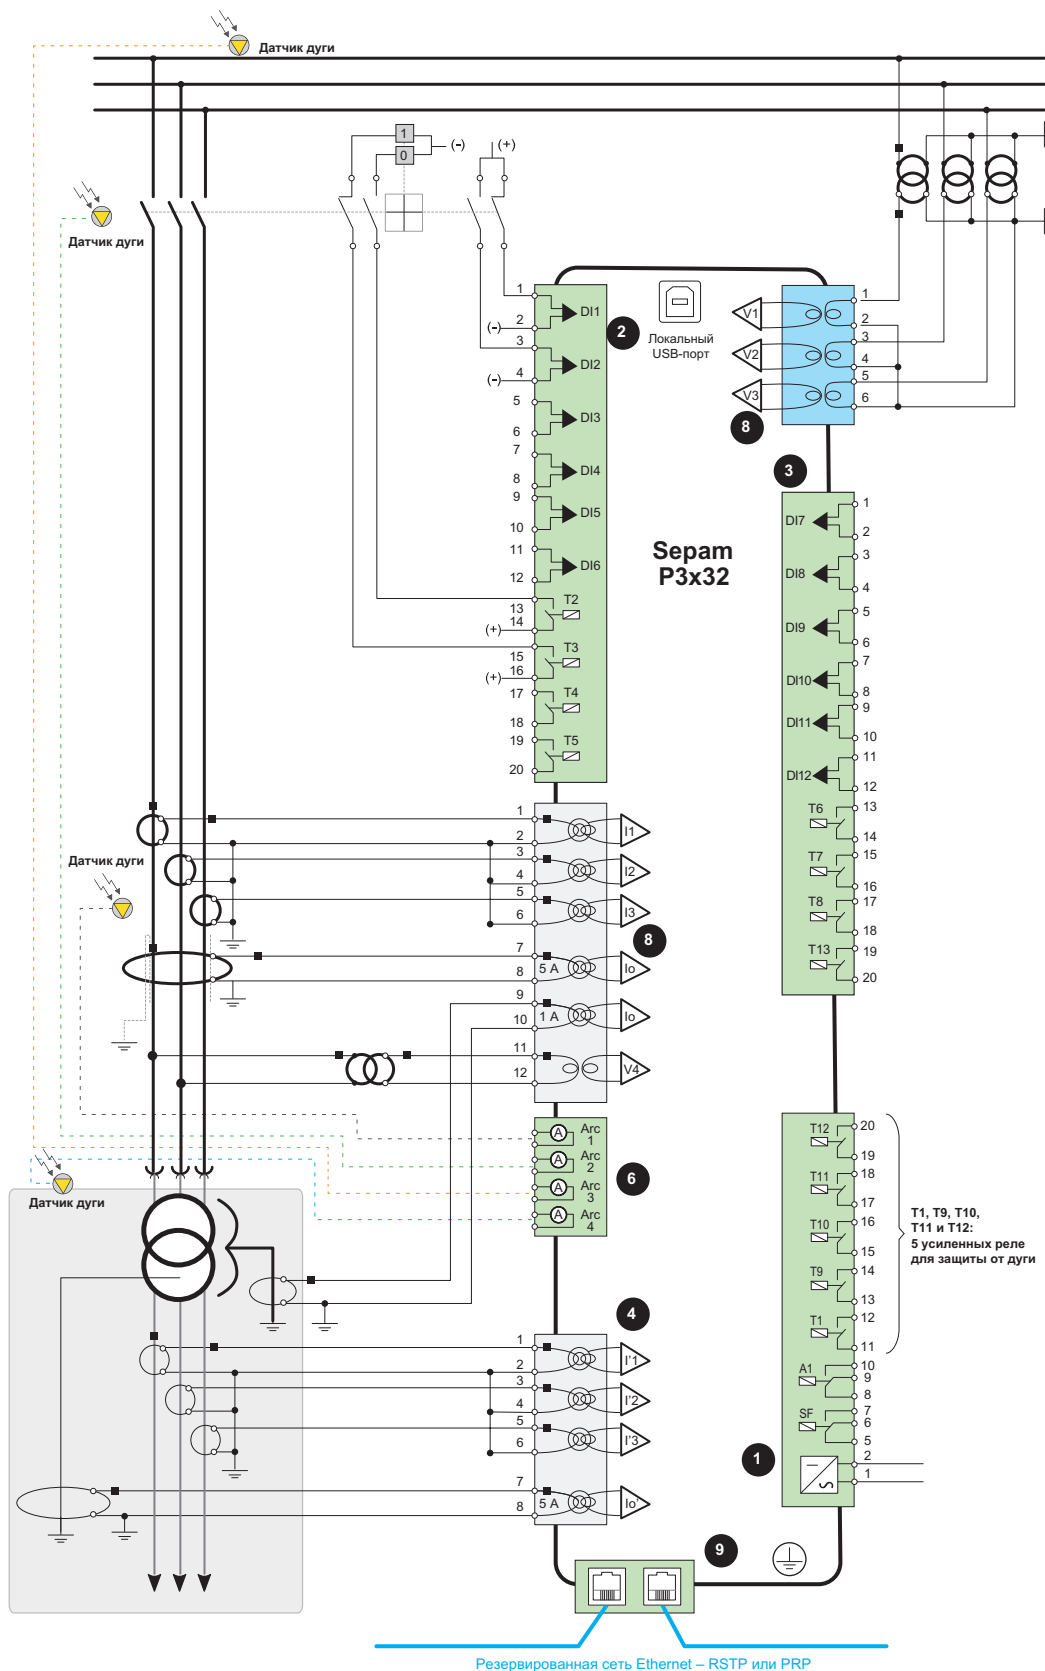 Датчик дуги
1
0
(-)
(+)
Датчик дуги
1
2
(-)
3
4
(-)
5
6
7
8
9
10
11
12
13
14
(+)
15
16
(+)
17
18
19
20
DI1
DI2
DI3
DI4
DI5
DI6
T2
T3
T4
T5
2
Локальный
USB-порт
V1
V2
V3
8
1
2
3
4
5
6
Sepam
P3x32
3
DI7
DI8
DI9
DI10
DI11
DI12
T6
T7
T8
T13
1
2
3
4
5
6
7
8
9
10
11
12
13
14
15
16
17
18
19
20
Датчик дуги
1
2
3
4
5
6
7
8
9
10
11
12
5 A
1 A
I1
I2
I3
8
Io
Io
V4
A
Arc
1
A
Arc
2
A
Arc
3
A
Arc
4
6
Датчик дуги
T12
T11
T10
T9
T1
A1
SF
20
19
18
17
16
15
14
13
12
11
10
9
8
7
6
5
2
1
T1, T9, T10,
T11 и T12:
5 усиленных реле
для защиты от дуги
4
1
2
3
4
5
6
7
8
5 A
I'1
I'2
I'3
Io'
1
9
Резервированная сеть Ethernet – RSTP или PRP